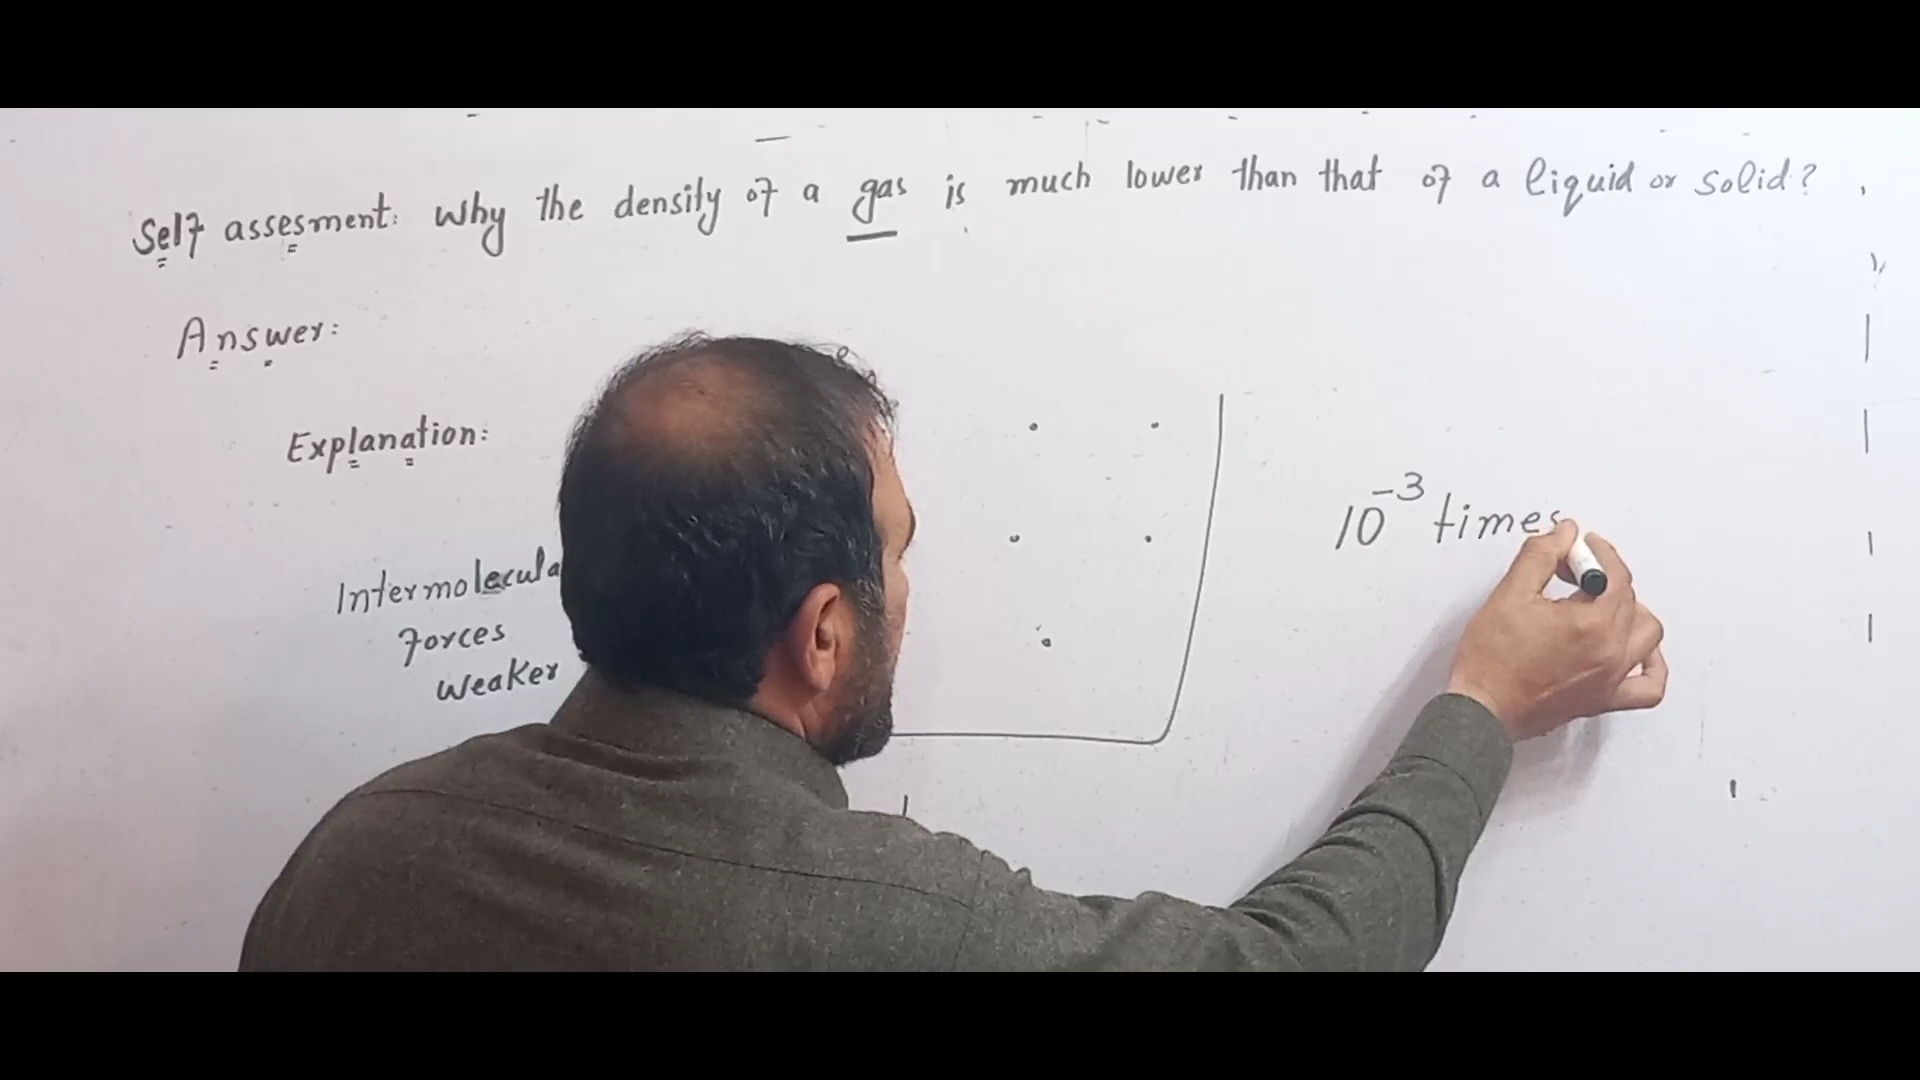 Self assesment: Why the density of a gas is much lower than that of a liquid or solid?
Answer:
Explanation:
Intermolecula
forces
weaker
10⁻³ times